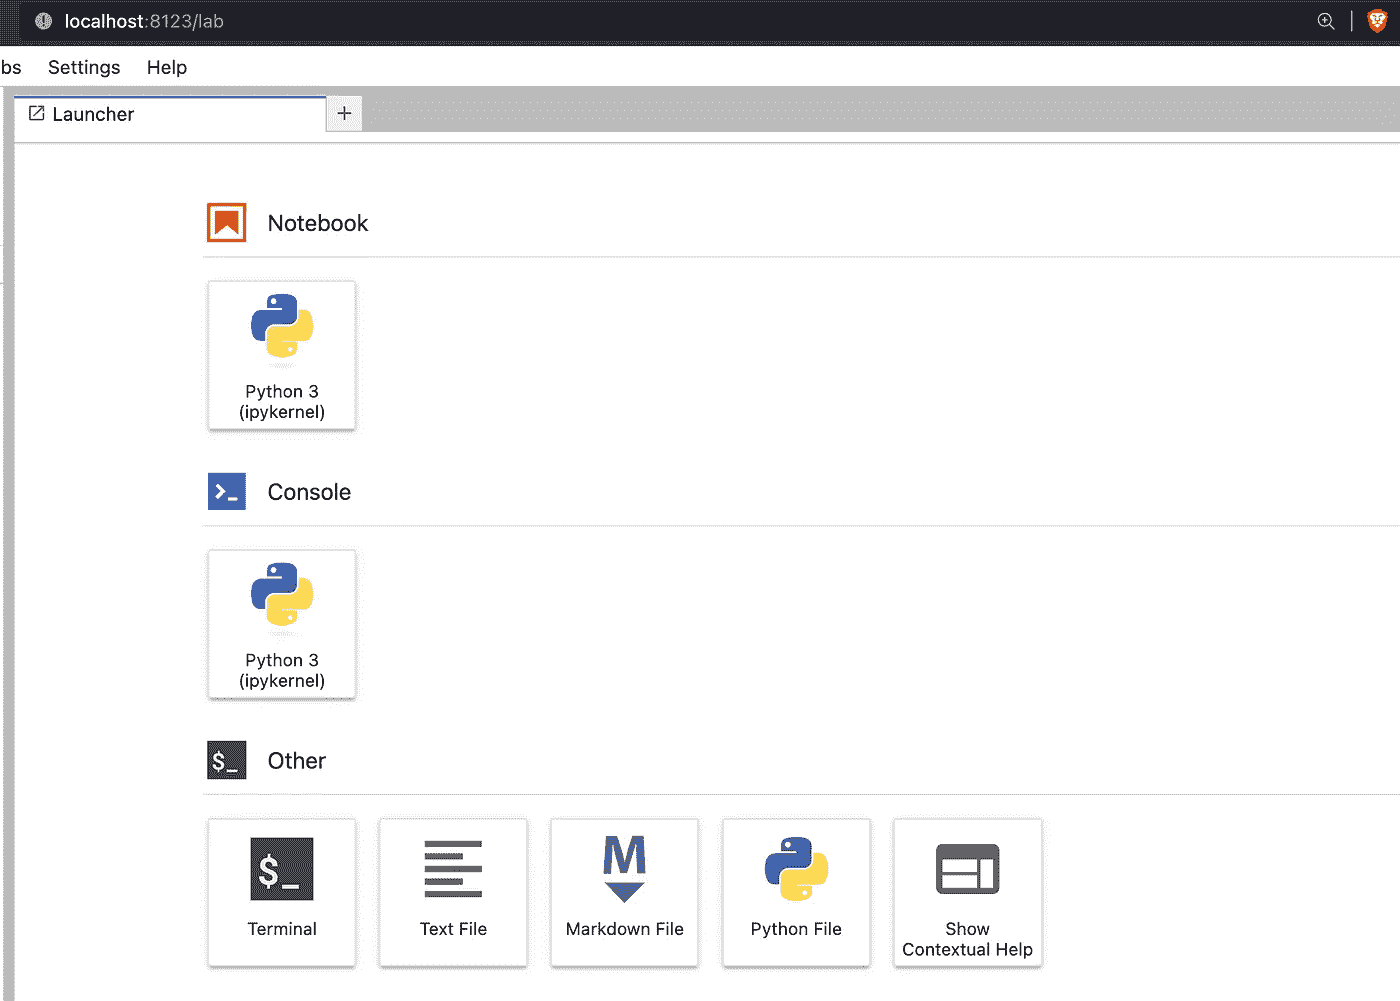 localhost:8123/lab
bs Settings Help
Launcher +
Notebook
Python 3
(ipykernel)
>_ Console
Python 3
(ipykernel)
$_ Other
$_
M
Terminal Text File Markdown File Python File Show
Contextual Help